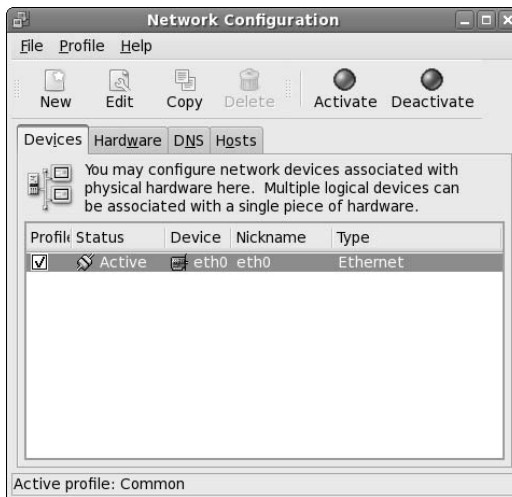 Network Configuration
File Profile Help
New Edit Copy Delete Activate Deactivate
Devices Hardware DNS Hosts
You may configure network devices associated with
physical hardware here. Multiple logical devices can
be associated with a single piece of hardware.
Profile Status Device Nickname Type
Active eth0 eth0 Ethernet
Active profile: Common